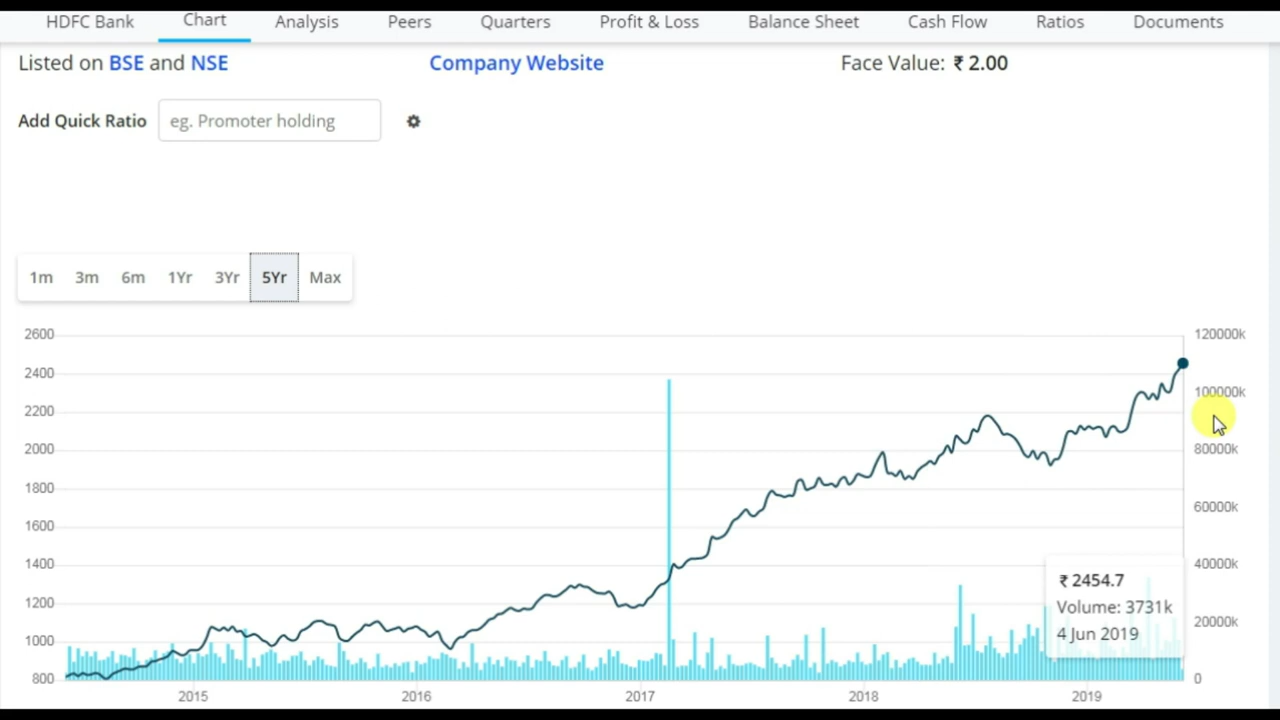 HDFC Bank Chart Analysis Peers Quarters Profit & Loss Balance Sheet Cash Flow Ratios Documents
Listed on BSE and NSE Company Website Face Value: ₹ 2.00
Add Quick Ratio eg. Promoter holding
1m 3m 6m 1Yr 3Yr 5Yr Max
2600 120000k
2400 100000k
2200
2000 80000k
1800
1600 60000k
1400 40000k
₹ 2454.7
1200
Volume: 3731k
1000 20000k
4 Jun 2019
800 0
2015 2016 2017 2018 2019